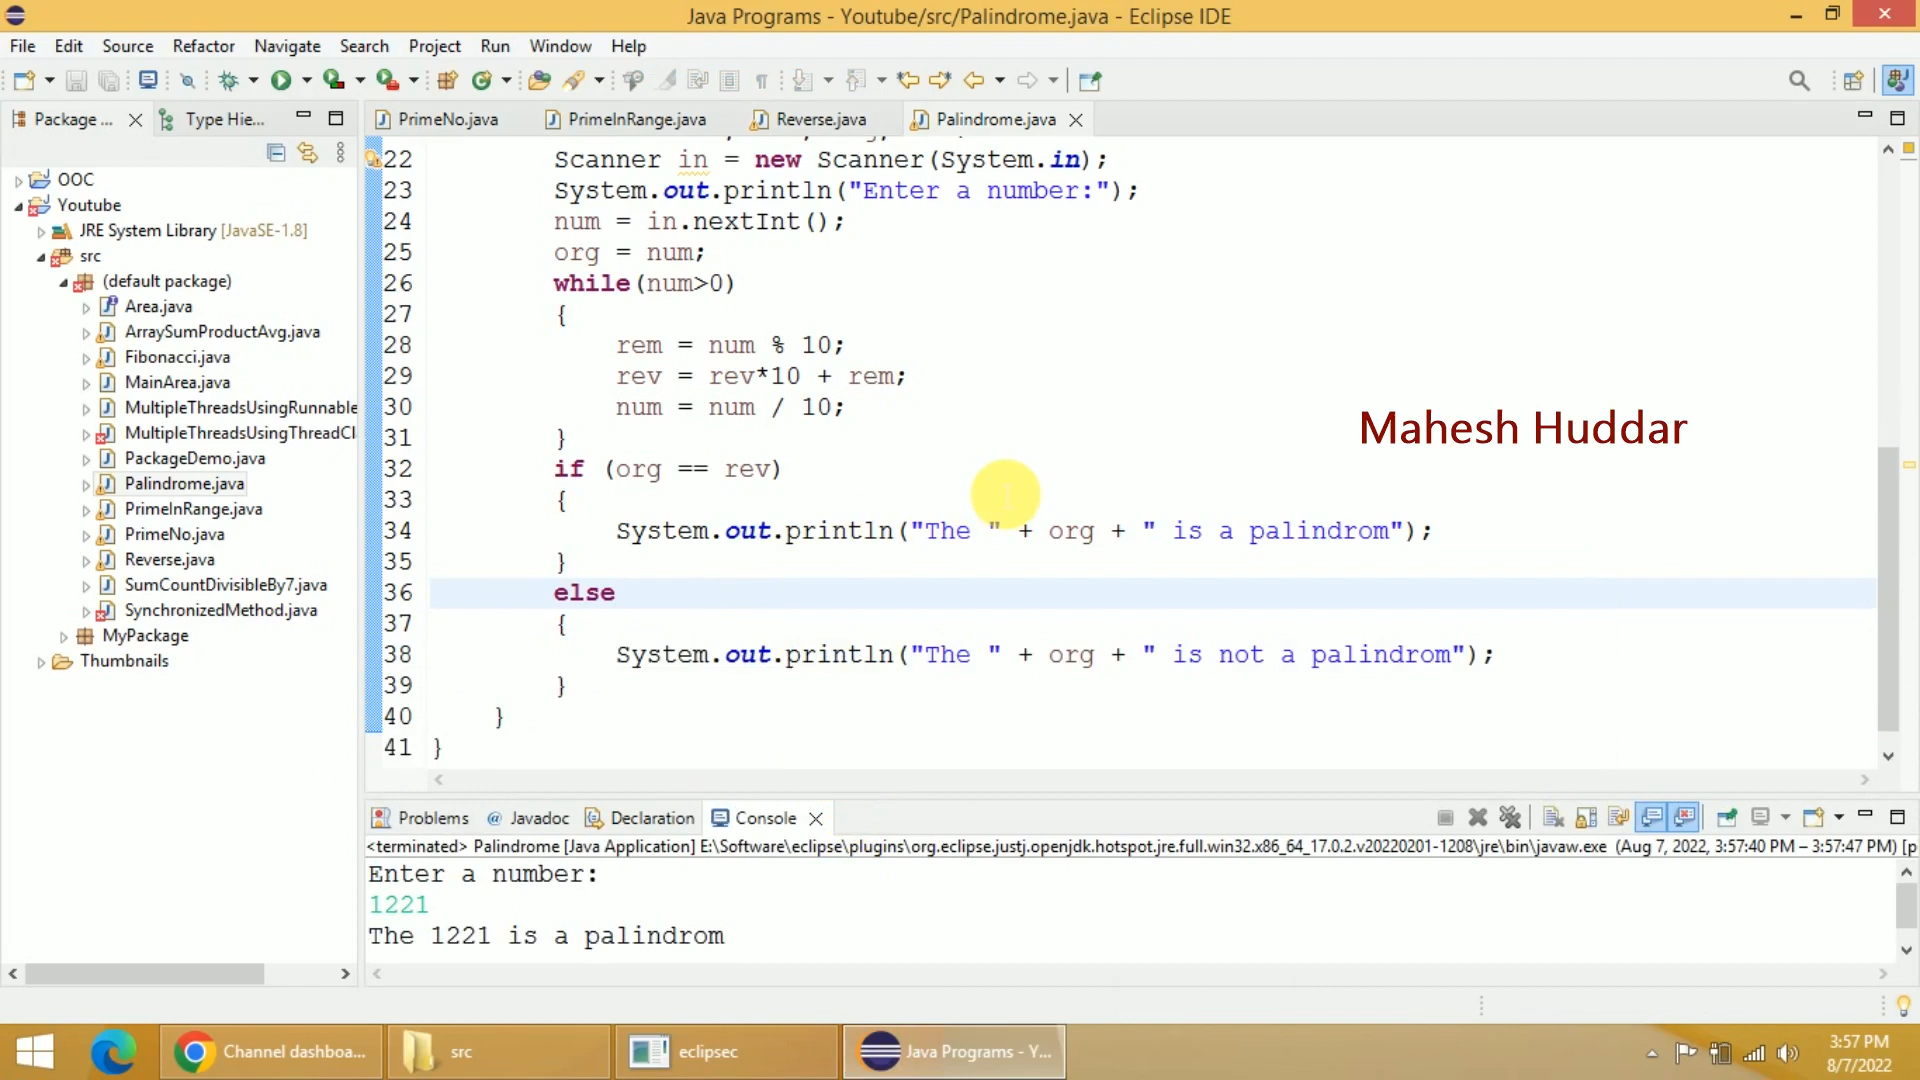 Java Programs - Youtube/src/Palindrome.java - Eclipse IDE
File Edit Source Refactor Navigate Search Project Run Window Help
Package ... Type Hie...
PrimeNo.java PrimeInRange.java Reverse.java Palindrome.java
OOC
Youtube
JRE System Library [JavaSE-1.8]
src
(default package)
Area.java
ArraySumProductAvg.java
Fibonacci.java
MainArea.java
MultipleThreadsUsingRunnable
MultipleThreadsUsingThreadCl
PackageDemo.java
Palindrome.java
PrimeInRange.java
PrimeNo.java
Reverse.java
SumCountDivisibleBy7.java
SynchronizedMethod.java
MyPackage
Thumbnails
22 Scanner in = new Scanner(System.in);
23 System.out.println("Enter a number:");
24 num = in.nextInt();
25 org = num;
26 while(num>0)
27 {
28 rem = num % 10;
29 rev = rev*10 + rem;
30 num = num / 10;
31 }
32 if (org == rev)
33 {
34 System.out.println("The " + org + " is a palindrom");
35 }
36 else
37 {
38 System.out.println("The " + org + " is not a palindrom");
39 }
40 }
41 }
Mahesh Huddar
Problems @ Javadoc Declaration Console
<terminated> Palindrome [Java Application] E:\Software\eclipse\plugins\org.eclipse.justj.openjdk.hotspot.jre.full.win32.x86_64_17.0.2.v20220201-1208\jre\bin\javaw.exe (Aug 7, 2022, 3:57:40 PM – 3:57:47 PM) [p
Enter a number:
1221
The 1221 is a palindrom
Channel dashboa... src eclipsec Java Programs - Y...
3:57 PM
8/7/2022